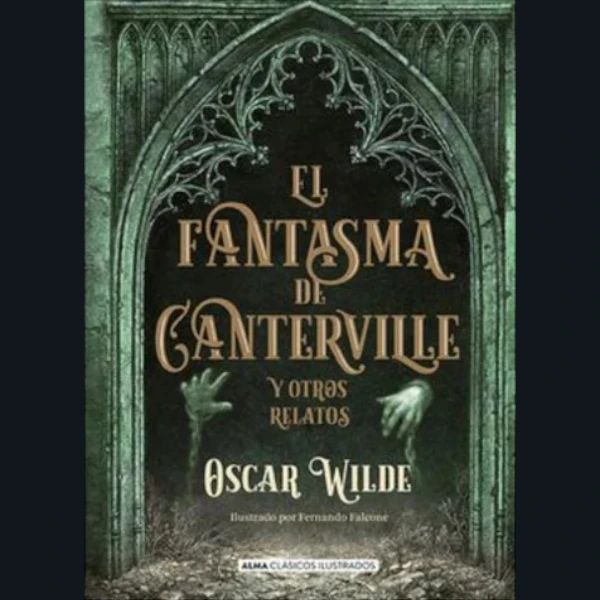 EL
FANTASMA
DE
CANTERVILLE
Y OTROS
RELATOS
OSCAR WILDE
Ilustrado por Fernando Falcone
ALMA CLÁSICOS ILUSTRADOS